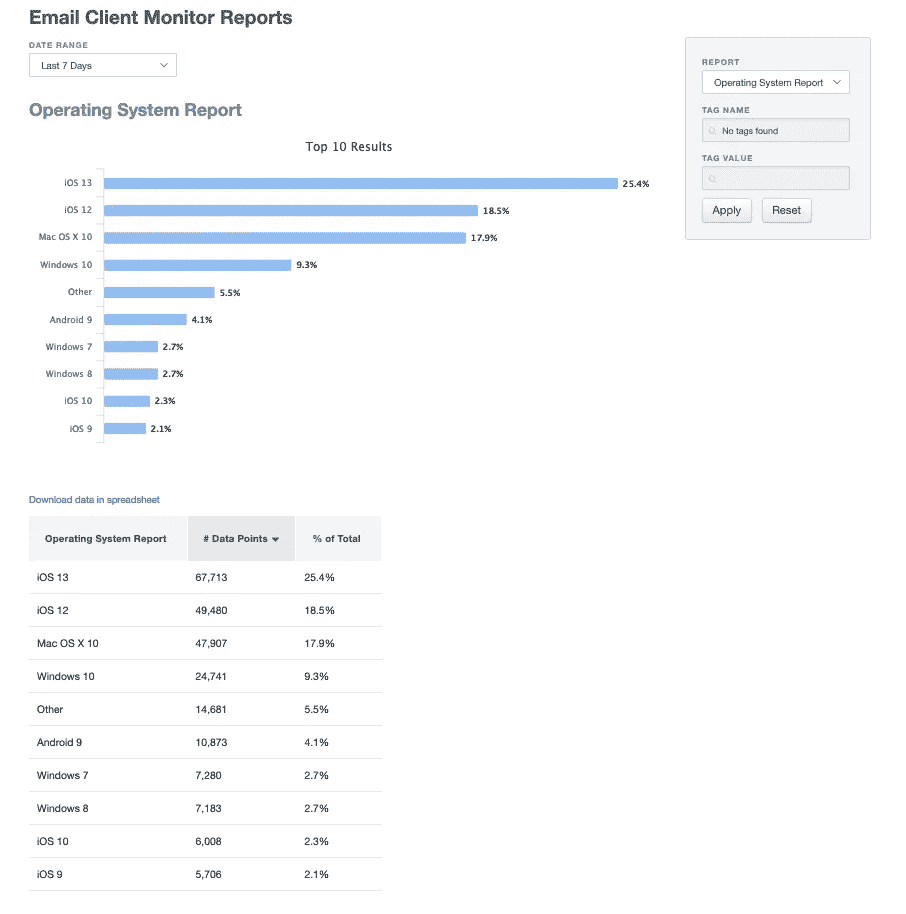 Email Client Monitor Reports
DATE RANGE
Last 7 Days
REPORT
Operating System Report
TAG NAME
No tags found
TAG VALUE
Apply Reset
Operating System Report
Top 10 Results
iOS 13 25.4%
iOS 12 18.5%
Mac OS X 10 17.9%
Windows 10 9.3%
Other 5.5%
Android 9 4.1%
Windows 7 2.7%
Windows 8 2.7%
iOS 10 2.3%
iOS 9 2.1%
Download data in spreadsheet
Operating System Report # Data Points % of Total
iOS 13 67,713 25.4%
iOS 12 49,480 18.5%
Mac OS X 10 47,907 17.9%
Windows 10 24,741 9.3%
Other 14,681 5.5%
Android 9 10,873 4.1%
Windows 7 7,280 2.7%
Windows 8 7,183 2.7%
iOS 10 6,008 2.3%
iOS 9 5,706 2.1%